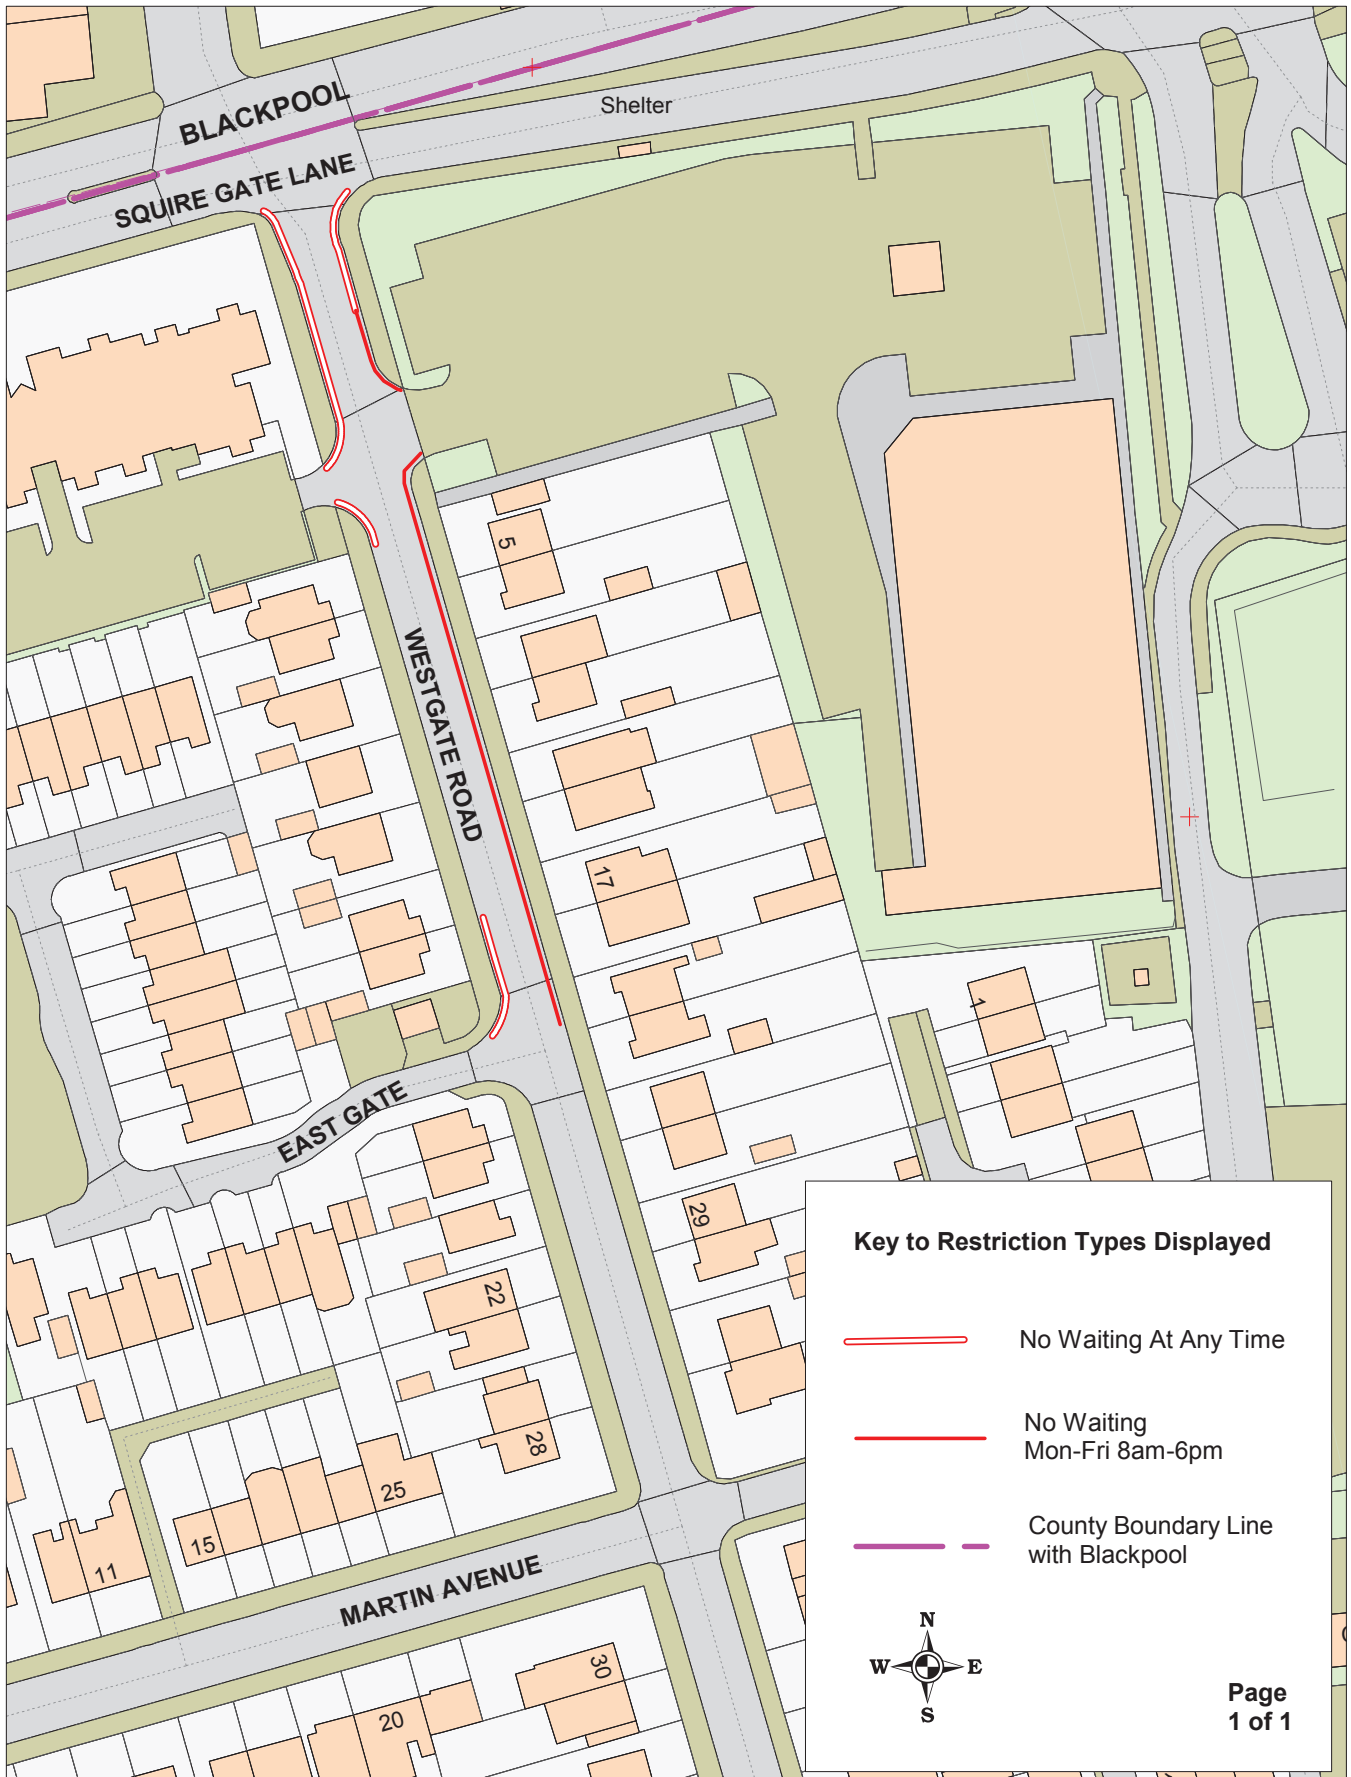 BLACKPOOL
Shelter
SQUIRE GATE LANE
5
WESTGATE ROAD
17
1
EAST GATE
29
22
28
25
15
11
MARTIN AVENUE
30
20
Key to Restriction Types Displayed
No Waiting At Any Time
No Waiting
Mon-Fri 8am-6pm
County Boundary Line
with Blackpool
N
W E
S
Page
1 of 1